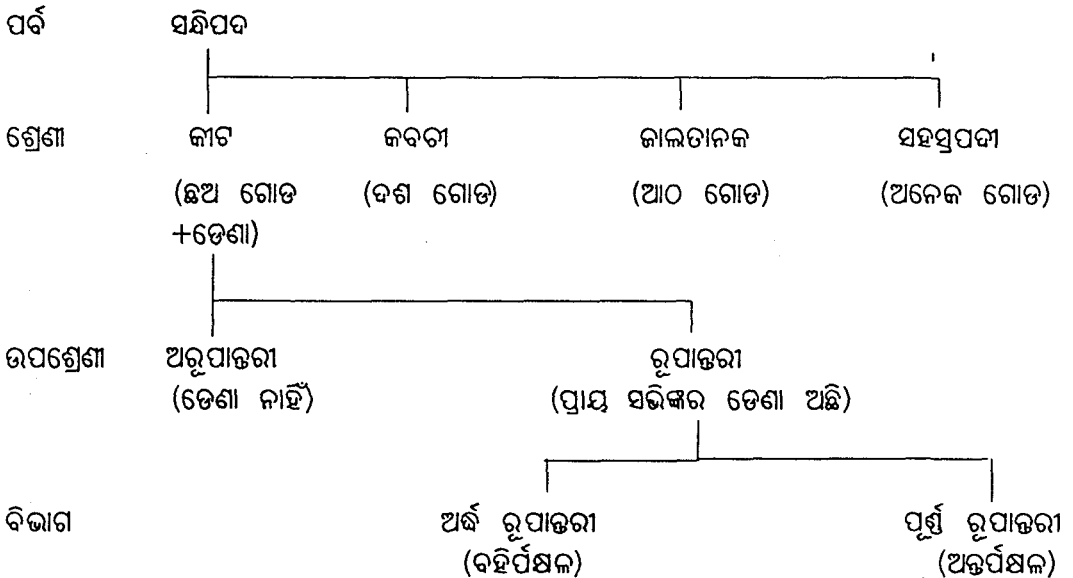 ପର୍ବ ସନ୍ଧିପଦ
ଶ୍ରେଣୀ କୀଟ କବଚୀ ଜାଲତାନକ ସହସ୍ରପଦୀ
(ଛଅ ଗୋଡ (ଦଶ ଗୋଡ) (ଆଠ ଗୋଡ) (ଅନେକ ଗୋଡ)
+ଡେଣା)
ଉପଶ୍ରେଣୀ ଅରୂପାନ୍ତରୀ ରୂପାନ୍ତରୀ
(ଡେଣା ନାହିଁ) (ପ୍ରାୟ ସଭିଙ୍କର ଡେଣା ଅଛି)
ବିଭାଗ ଅର୍ଦ୍ଧ ରୂପାନ୍ତରୀ ପୂର୍ଣ୍ଣ ରୂପାନ୍ତରୀ
(ବହିର୍ପକ୍ଷଳ) (ଅନ୍ତର୍ପକ୍ଷଳ)